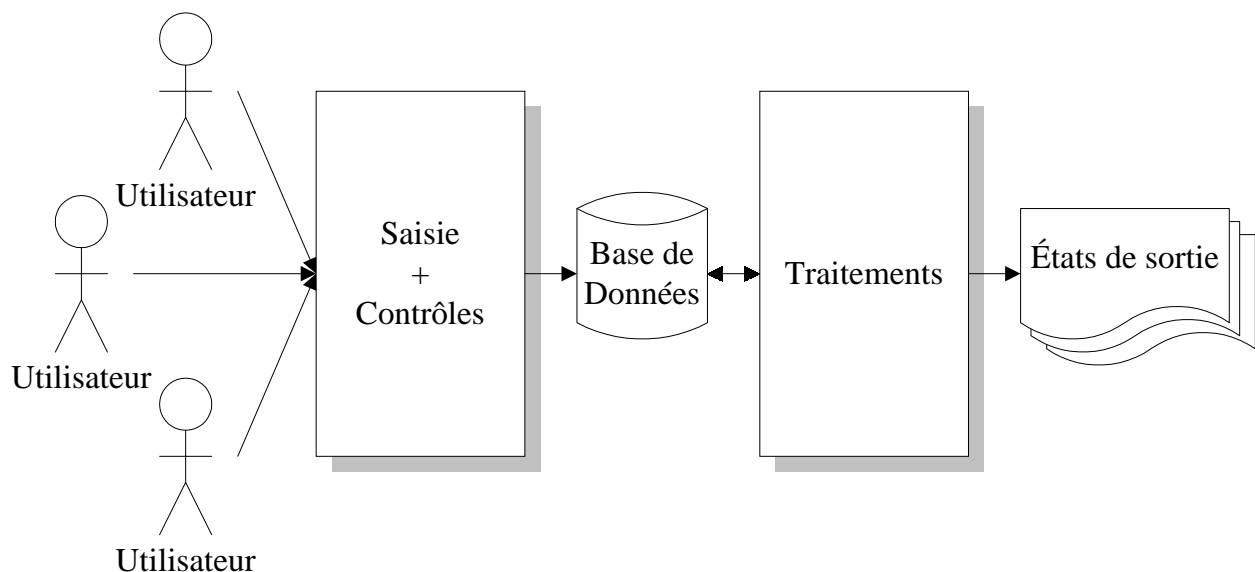 Utilisateur
Utilisateur
Utilisateur
Saisie
+
Contrôles
Base de
Données
Traitements
États de sortie